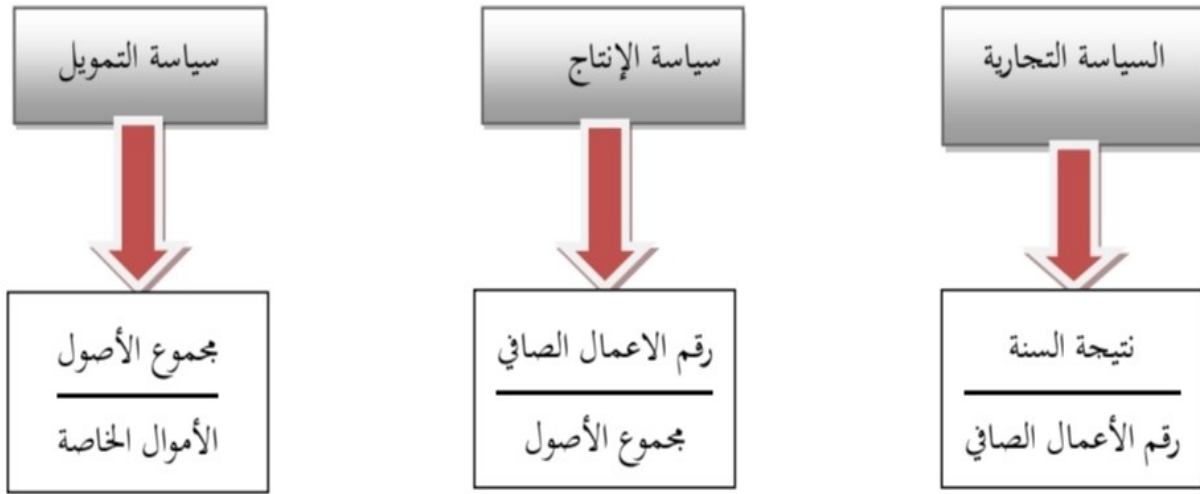 السياسة التجارية
سياسة الإنتاج
سياسة التمويل
نتيجة السنة
رقم الأعمال الصافي
رقم الاعمال الصافي
مجموع الأصول
مجموع الأصول
الأموال الخاصة